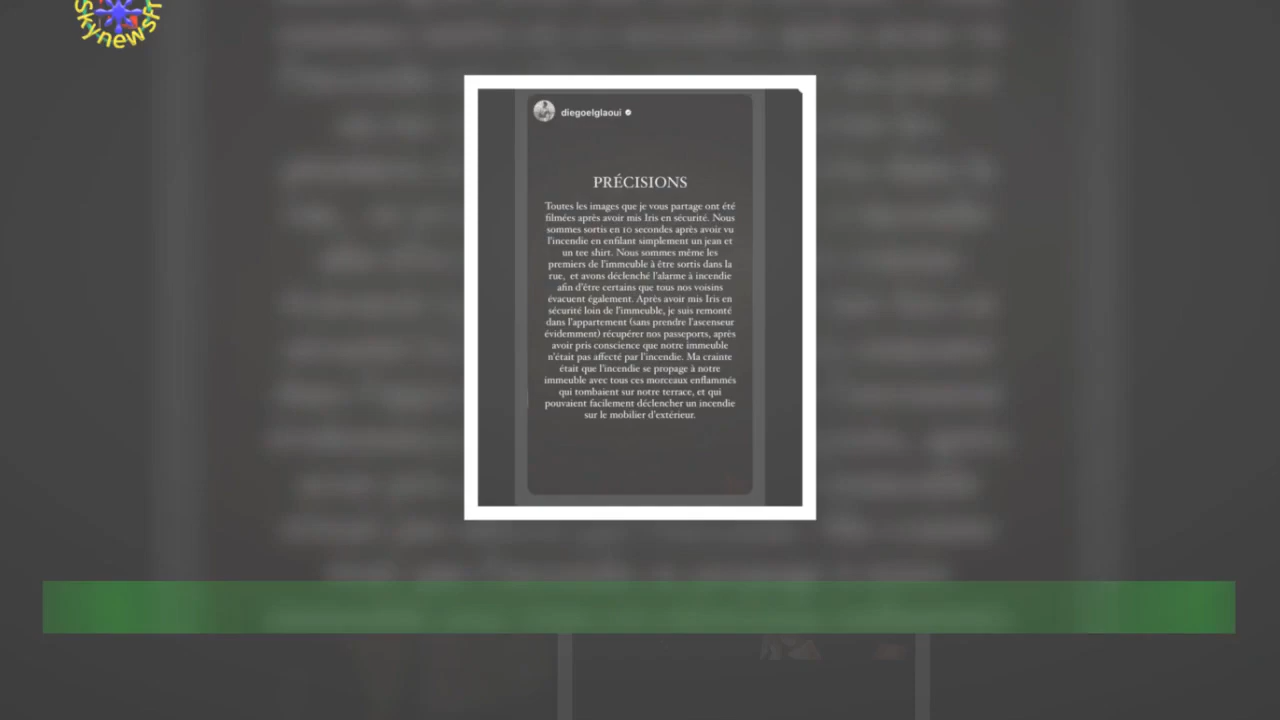 SkynewsFr
diegoelglaoui
PRÉCISIONS
Toutes les images que je vous partage ont été
filmées après avoir mis Iris en sécurité. Nous
sommes sortis en 10 secondes après avoir vu
l'incendie en enfilant simplement un jean et
un tee shirt. Nous sommes même les
premiers de l'immeuble à être sortis dans la
rue, et avons déclenché l'alarme à incendie
afin d'être certains que tous nos voisins
évacuent également. Après avoir mis Iris en
sécurité loin de l'immeuble, je suis remonté
dans l'appartement (sans prendre l'ascenseur
évidemment) récupérer nos passeports, après
avoir pris conscience que notre immeuble
n'était pas affecté par l'incendie. Ma crainte
était que l'incendie se propage à notre
immeuble avec tous ces morceaux enflammés
qui tombaient sur notre terrace, et qui
pouvaient facilement déclencher un incendie
sur le mobilier d'extérieur.